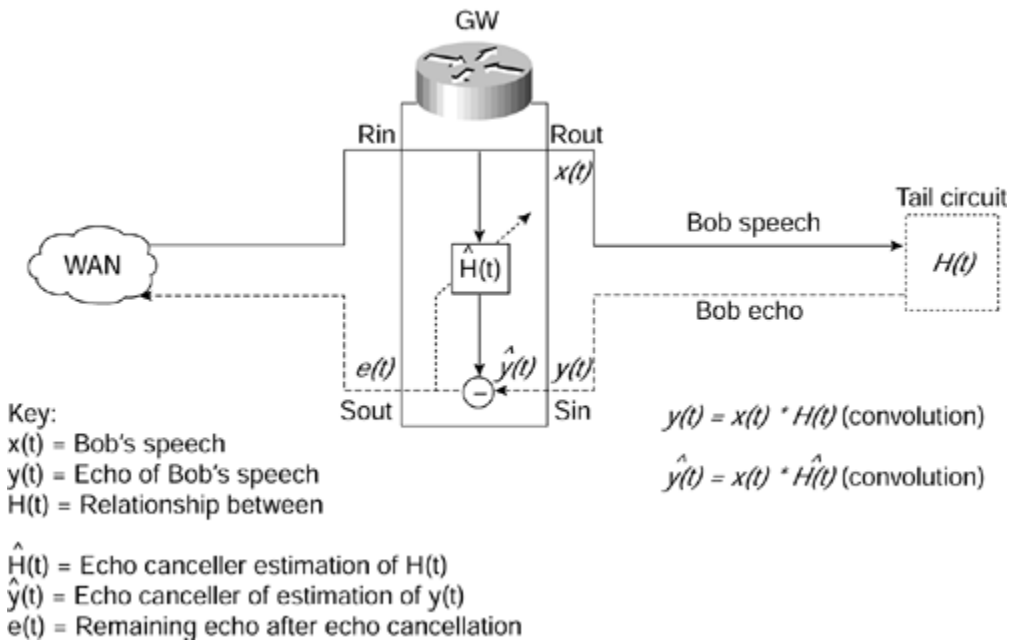 GW
Rin
Rout
x(t)
Tail circuit
Bob speech
WAN
Ĥ(t)
H(t)
Bob echo
e(t)
ŷ(t)
y(t)
−
Sout
Sin
Key:
x(t) = Bob's speech
y(t) = Echo of Bob's speech
H(t) = Relationship between
Ĥ(t) = Echo canceller estimation of H(t)
ŷ(t) = Echo canceller of estimation of y(t)
e(t) = Remaining echo after echo cancellation
y(t) = x(t) * H(t) (convolution)
ŷ(t) = x(t) * Ĥ(t) (convolution)